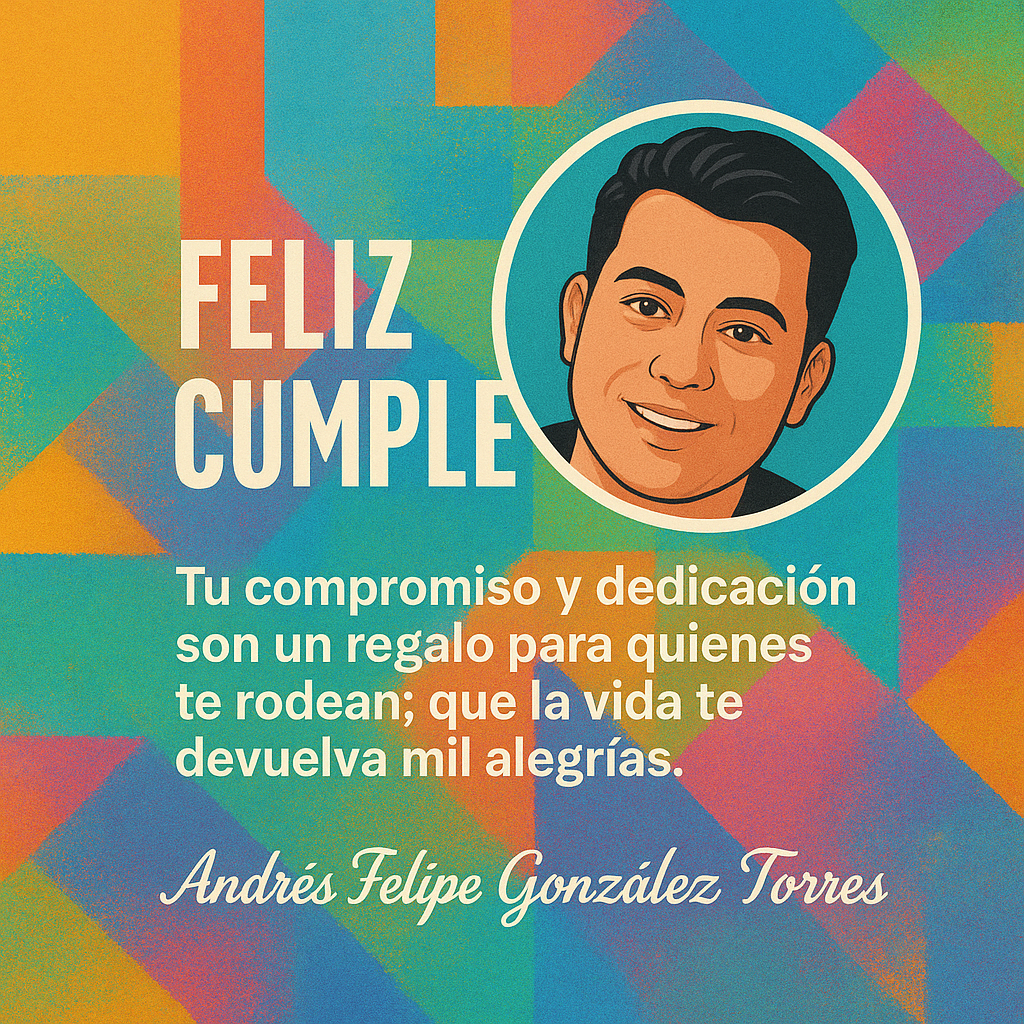 FELIZ
CUMPLE
Tu compromiso y dedicación
son un regalo para quienes
te rodean; que la vida te
devuelva mil alegrías.
Andrés Felipe González Torres